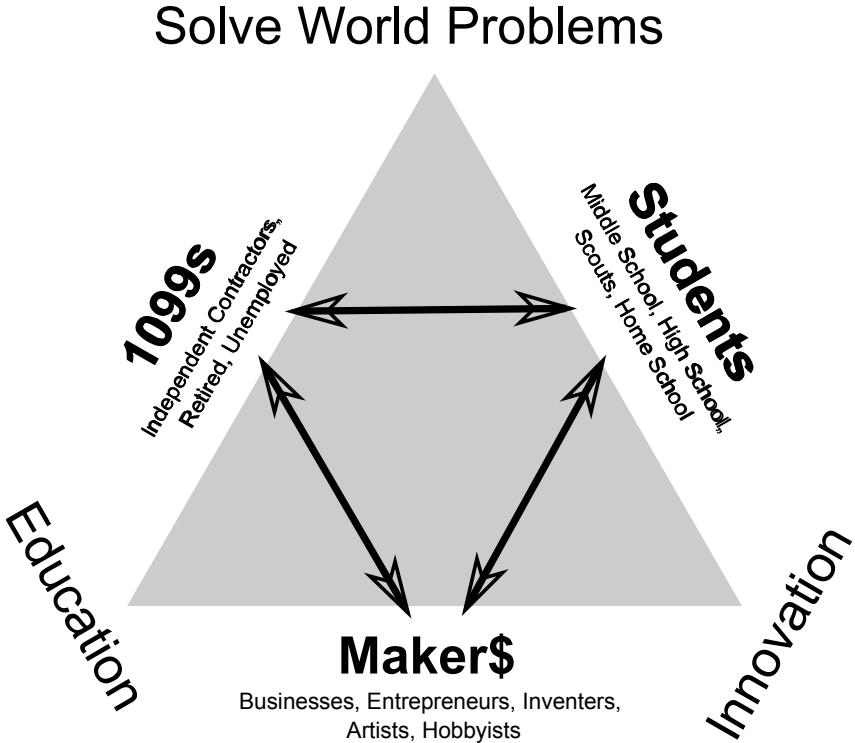 Solve World Problems
1099s
Independent Contractors,
Retired, Unemployed
Students
Middle School, High School,
Scouts, Home School
Education
Innovation
Maker$
Businesses, Entrepreneurs, Inventers,
Artists, Hobbyists